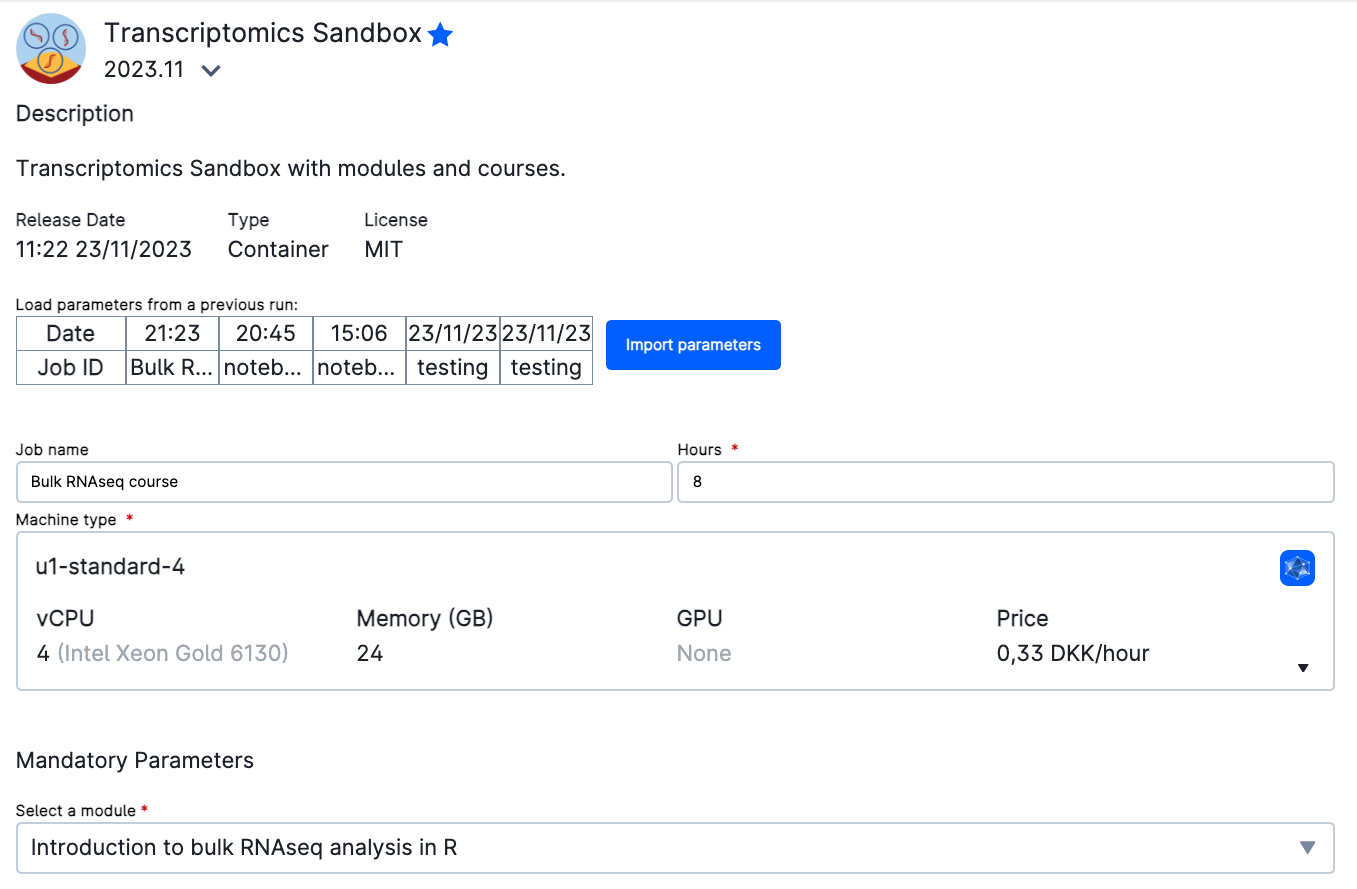 Transcriptomics Sandbox
2023.11
Description
Transcriptomics Sandbox with modules and courses.
Release Date Type License
11:22 23/11/2023 Container MIT
Load parameters from a previous run:
Date 21:23 20:45 15:06 23/11/23 23/11/23
Job ID Bulk R... noteb... noteb... testing testing
Import parameters
Job name Hours *
Bulk RNAseq course 8
Machine type *
u1-standard-4
vCPU Memory (GB) GPU Price
4 (Intel Xeon Gold 6130) 24 None 0,33 DKK/hour
Mandatory Parameters
Select a module *
Introduction to bulk RNAseq analysis in R